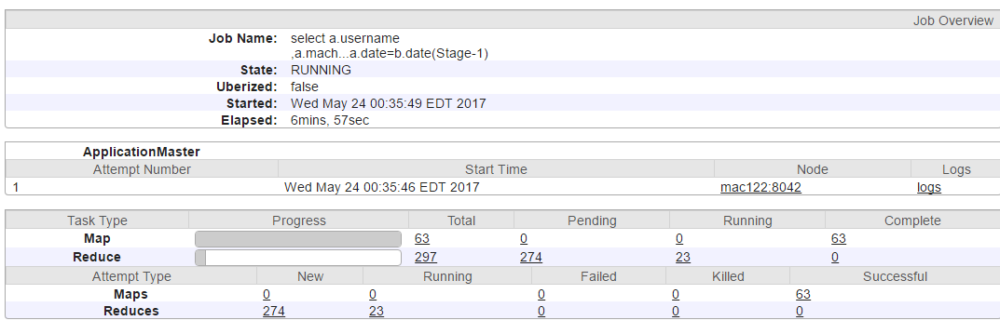 Job Overview
Job Name: select a.username
,a.mach...a.date=b.date(Stage-1)
State: RUNNING
Uberized: false
Started: Wed May 24 00:35:49 EDT 2017
Elapsed: 6mins, 57sec
ApplicationMaster
Attempt Number Start Time Node Logs
1 Wed May 24 00:35:46 EDT 2017 mac122:8042 logs
Task Type Progress Total Pending Running Complete
Map 63 0 0 63
Reduce 297 274 23 0
Attempt Type New Running Failed Killed Successful
Maps 0 0 0 0 63
Reduces 274 23 0 0 0